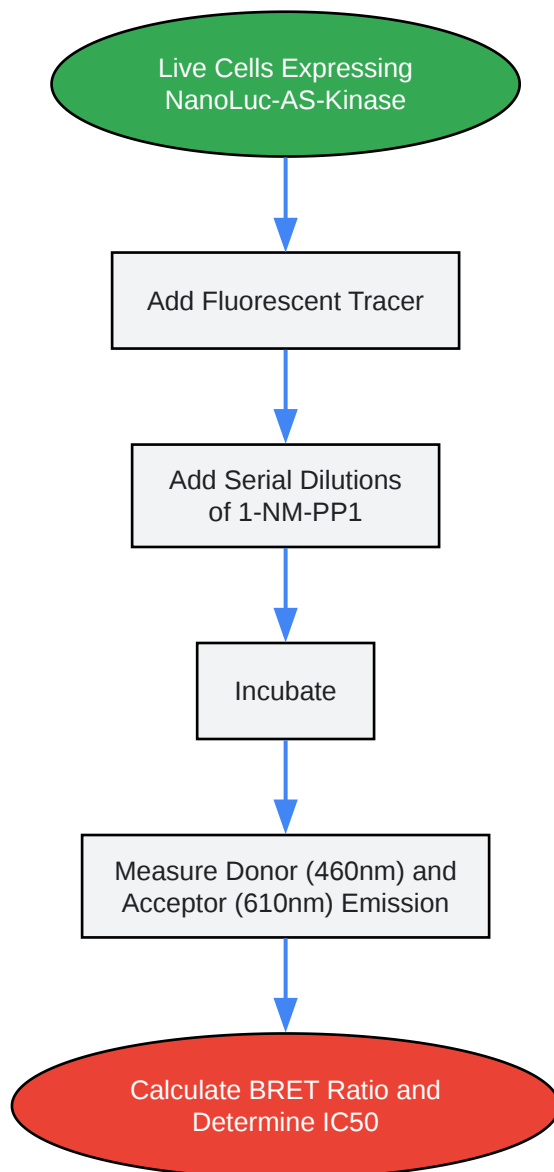 Live Cells Expressing
NanoLuc-AS-Kinase
Add Fluorescent Tracer
Add Serial Dilutions
of 1-NM-PP1
Incubate
Measure Donor (460nm) and
Acceptor (610nm) Emission
Calculate BRET Ratio and
Determine IC50